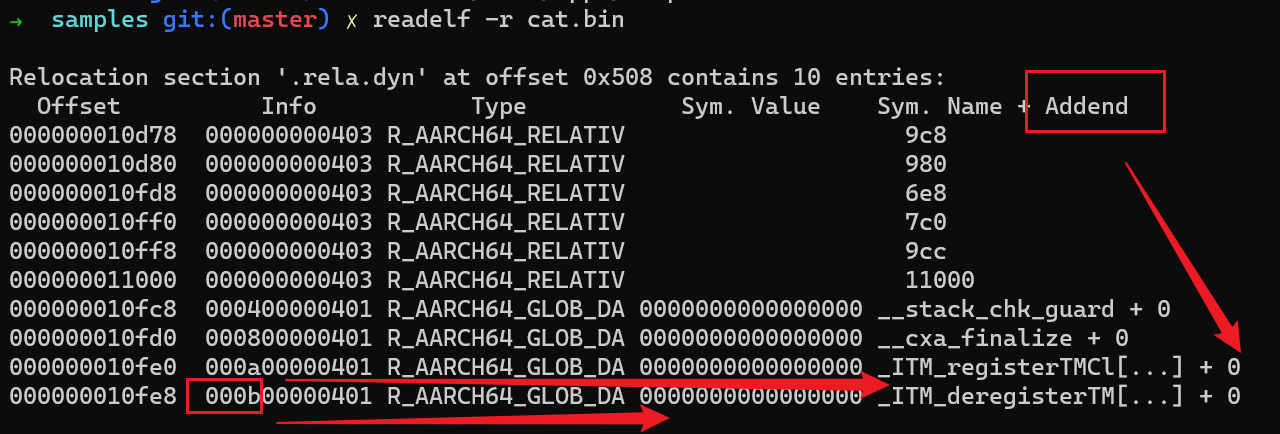 → samples git:(master) ✗ readelf -r cat.bin
Relocation section '.rela.dyn' at offset 0x508 contains 10 entries:
Offset Info Type Sym. Value Sym. Name + Addend
000000010d78 000000000403 R_AARCH64_RELATIV 9c8
000000010d80 000000000403 R_AARCH64_RELATIV 980
000000010fd8 000000000403 R_AARCH64_RELATIV 6e8
000000010ff0 000000000403 R_AARCH64_RELATIV 7c0
000000010ff8 000000000403 R_AARCH64_RELATIV 9cc
000000011000 000000000403 R_AARCH64_RELATIV 11000
000000010fc8 000400000401 R_AARCH64_GLOB_DA 0000000000000000 __stack_chk_guard + 0
000000010fd0 000800000401 R_AARCH64_GLOB_DA 0000000000000000 __cxa_finalize + 0
000000010fe0 000a00000401 R_AARCH64_GLOB_DA 0000000000000000 _ITM_registerTMCl[...] + 0
000000010fe8 000b00000401 R_AARCH64_GLOB_DA 0000000000000000 _ITM_deregisterTM[...] + 0